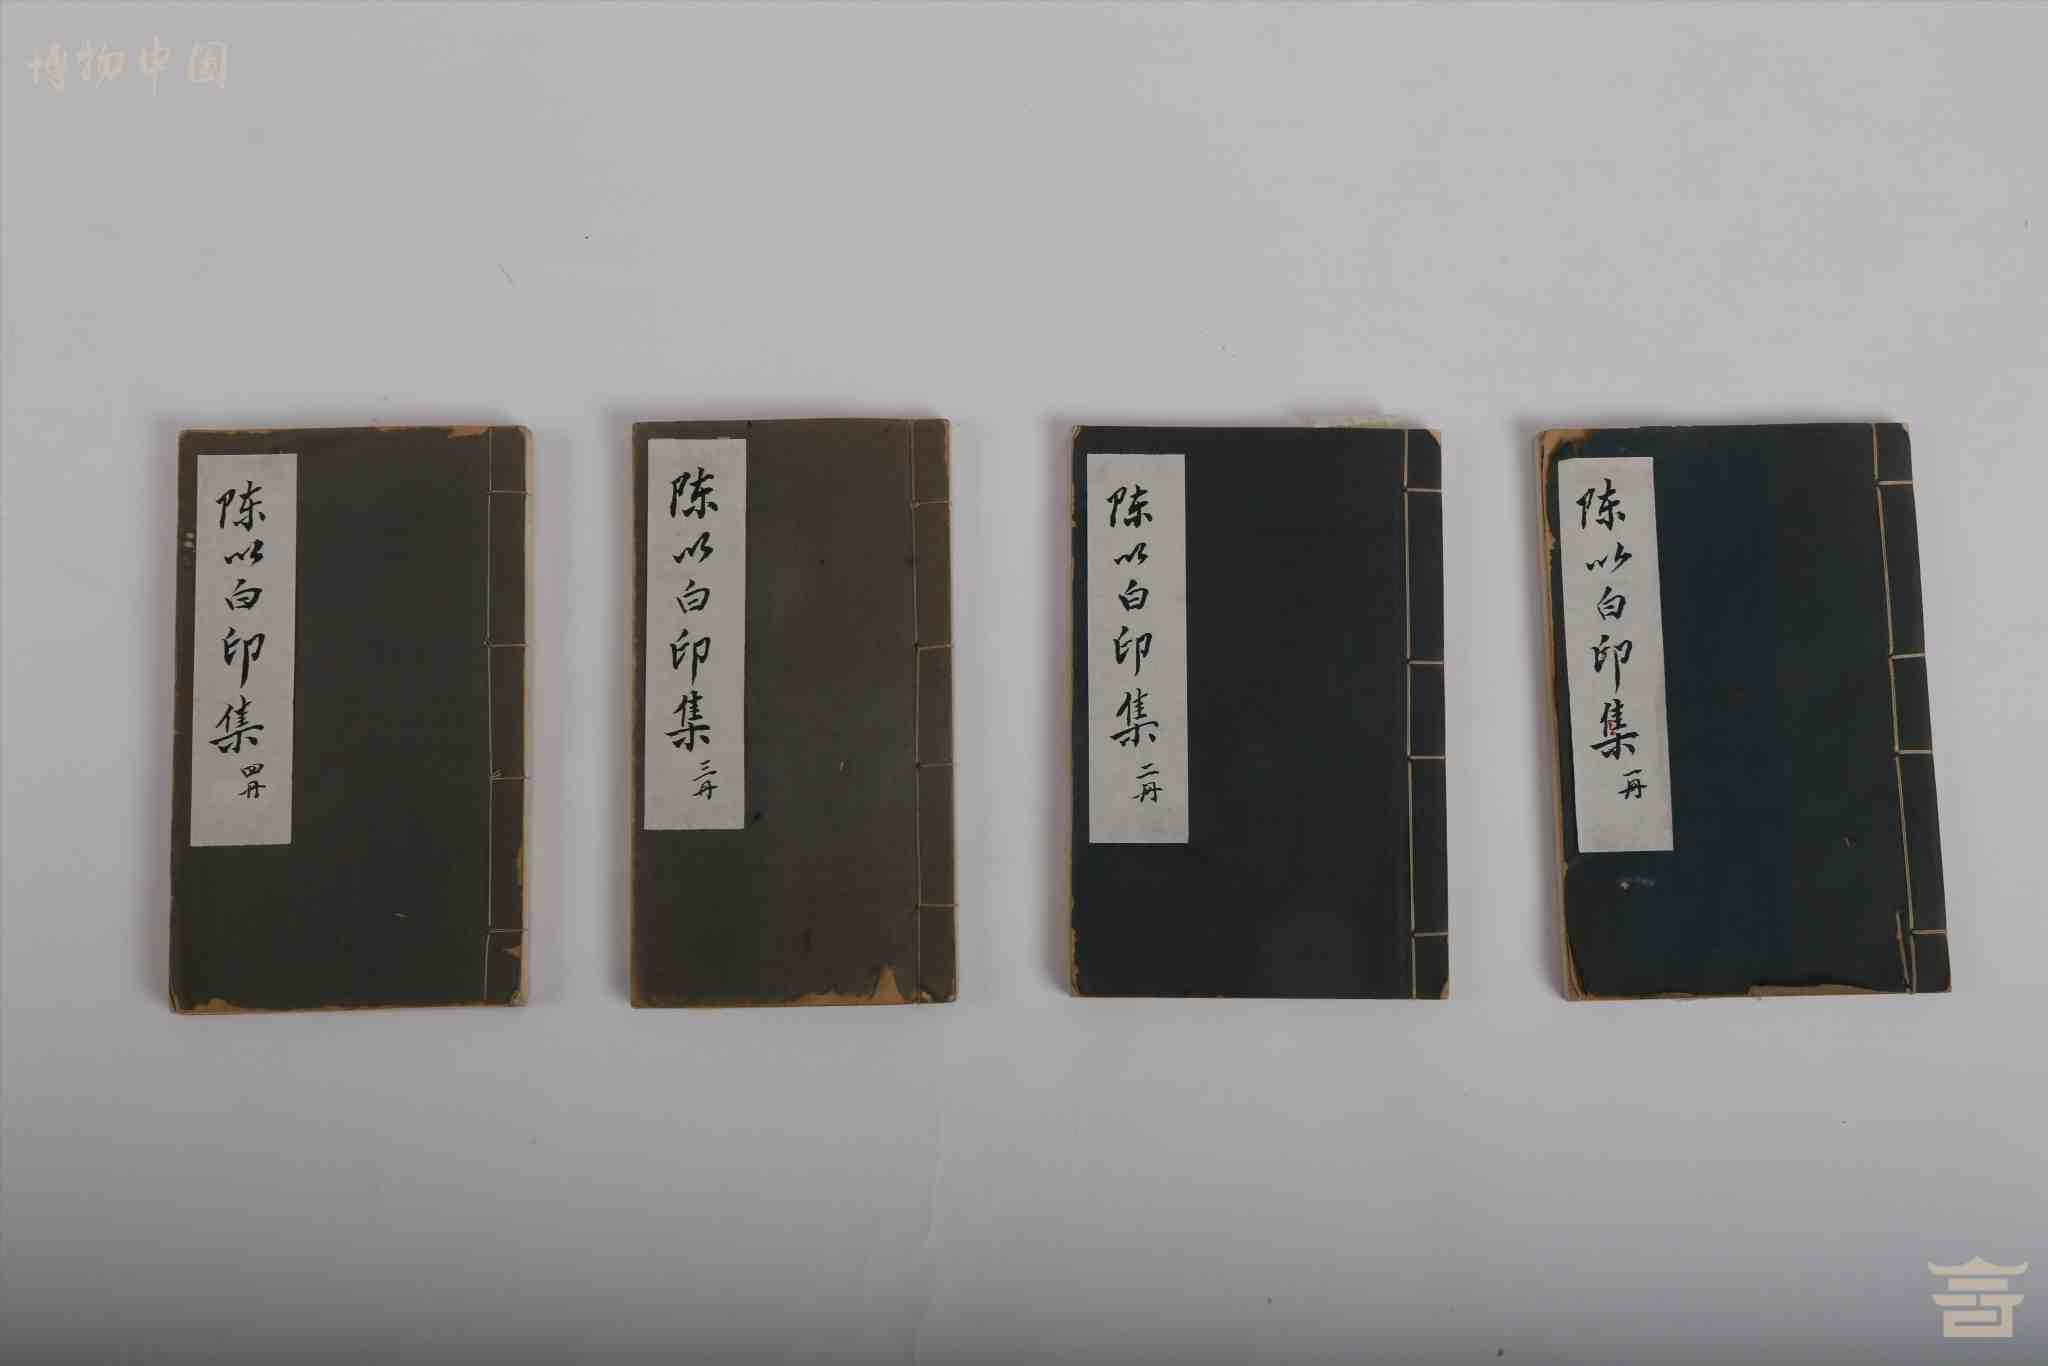 博物中国
陈以白印集 一册
陈以白印集 二册
陈以白印集 三册
陈以白印集 四册